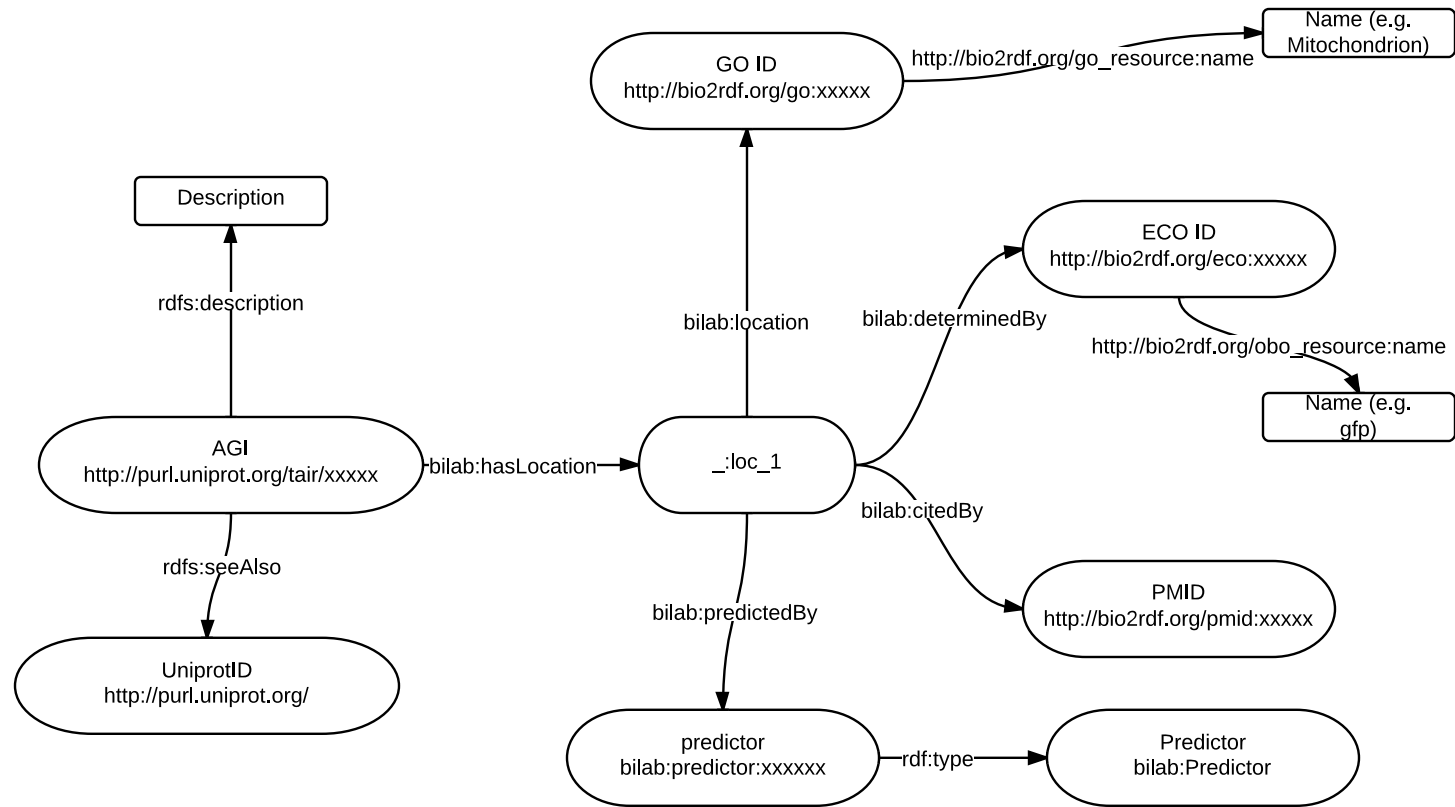 Name (e.g.
Mitochondrion)
GO ID
http://bio2rdf.org/go:xxxxx
http://bio2rdf.org/go_resource:name
Description
ECO ID
http://bio2rdf.org/eco:xxxxx
rdfs:description
bilab:location
bilab:determinedBy
http://bio2rdf.org/obo_resource:name
Name (e.g.
gfp)
AGI
http://purl.uniprot.org/tair/xxxxx
bilab:hasLocation
_:loc_1
bilab:citedBy
rdfs:seeAlso
bilab:predictedBy
PMID
http://bio2rdf.org/pmid:xxxxx
UniprotID
http://purl.uniprot.org/
predictor
bilab:predictor:xxxxxx
rdf:type
Predictor
bilab:Predictor